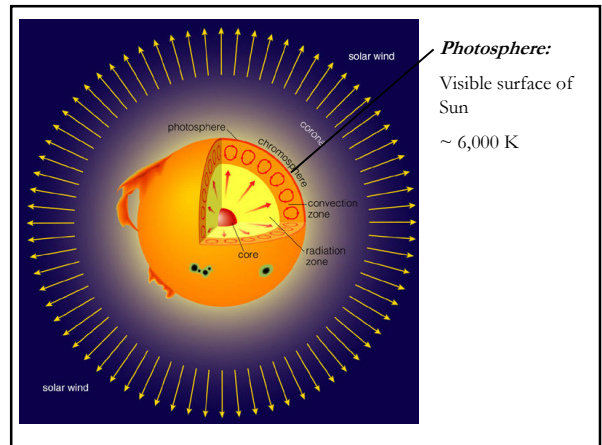 solar wind
Photosphere:
Visible surface of
Sun
~ 6,000 K
corona
photosphere
chromosphere
convection
zone
radiation
zone
core
solar wind